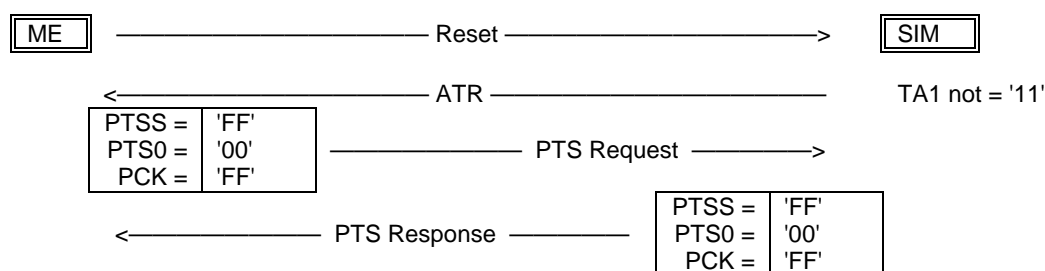 ME Reset SIM
ATR TA1 not = '11'
PTSS = 'FF'
PTS0 = '00' PTS Request
PCK = 'FF'
PTSS = 'FF'
PTS Response PTS0 = '00'
PCK = 'FF'